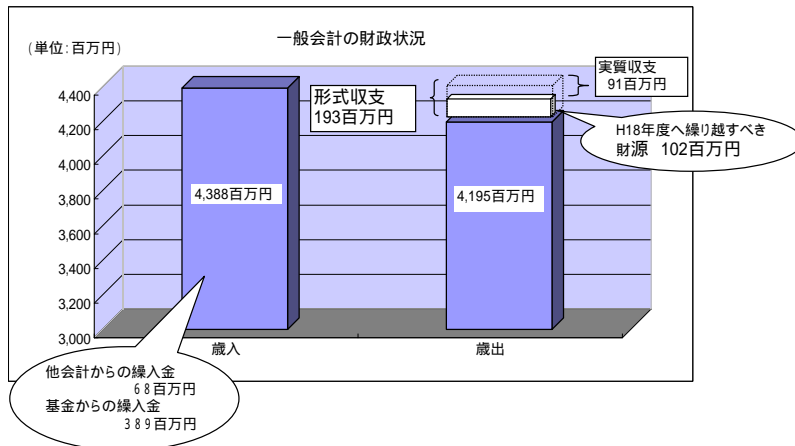 一般会計の財政状況
(単位:百万円)
実質収支
91百万円
形式収支
193百万円
H18年度へ繰り越すべき
財源 102百万円
4,400
4,200
4,000
3,800
3,600
3,400
3,200
3,000
4,388百万円
4,195百万円
歳入
歳出
他会計からの繰入金
68百万円
基金からの繰入金
389百万円